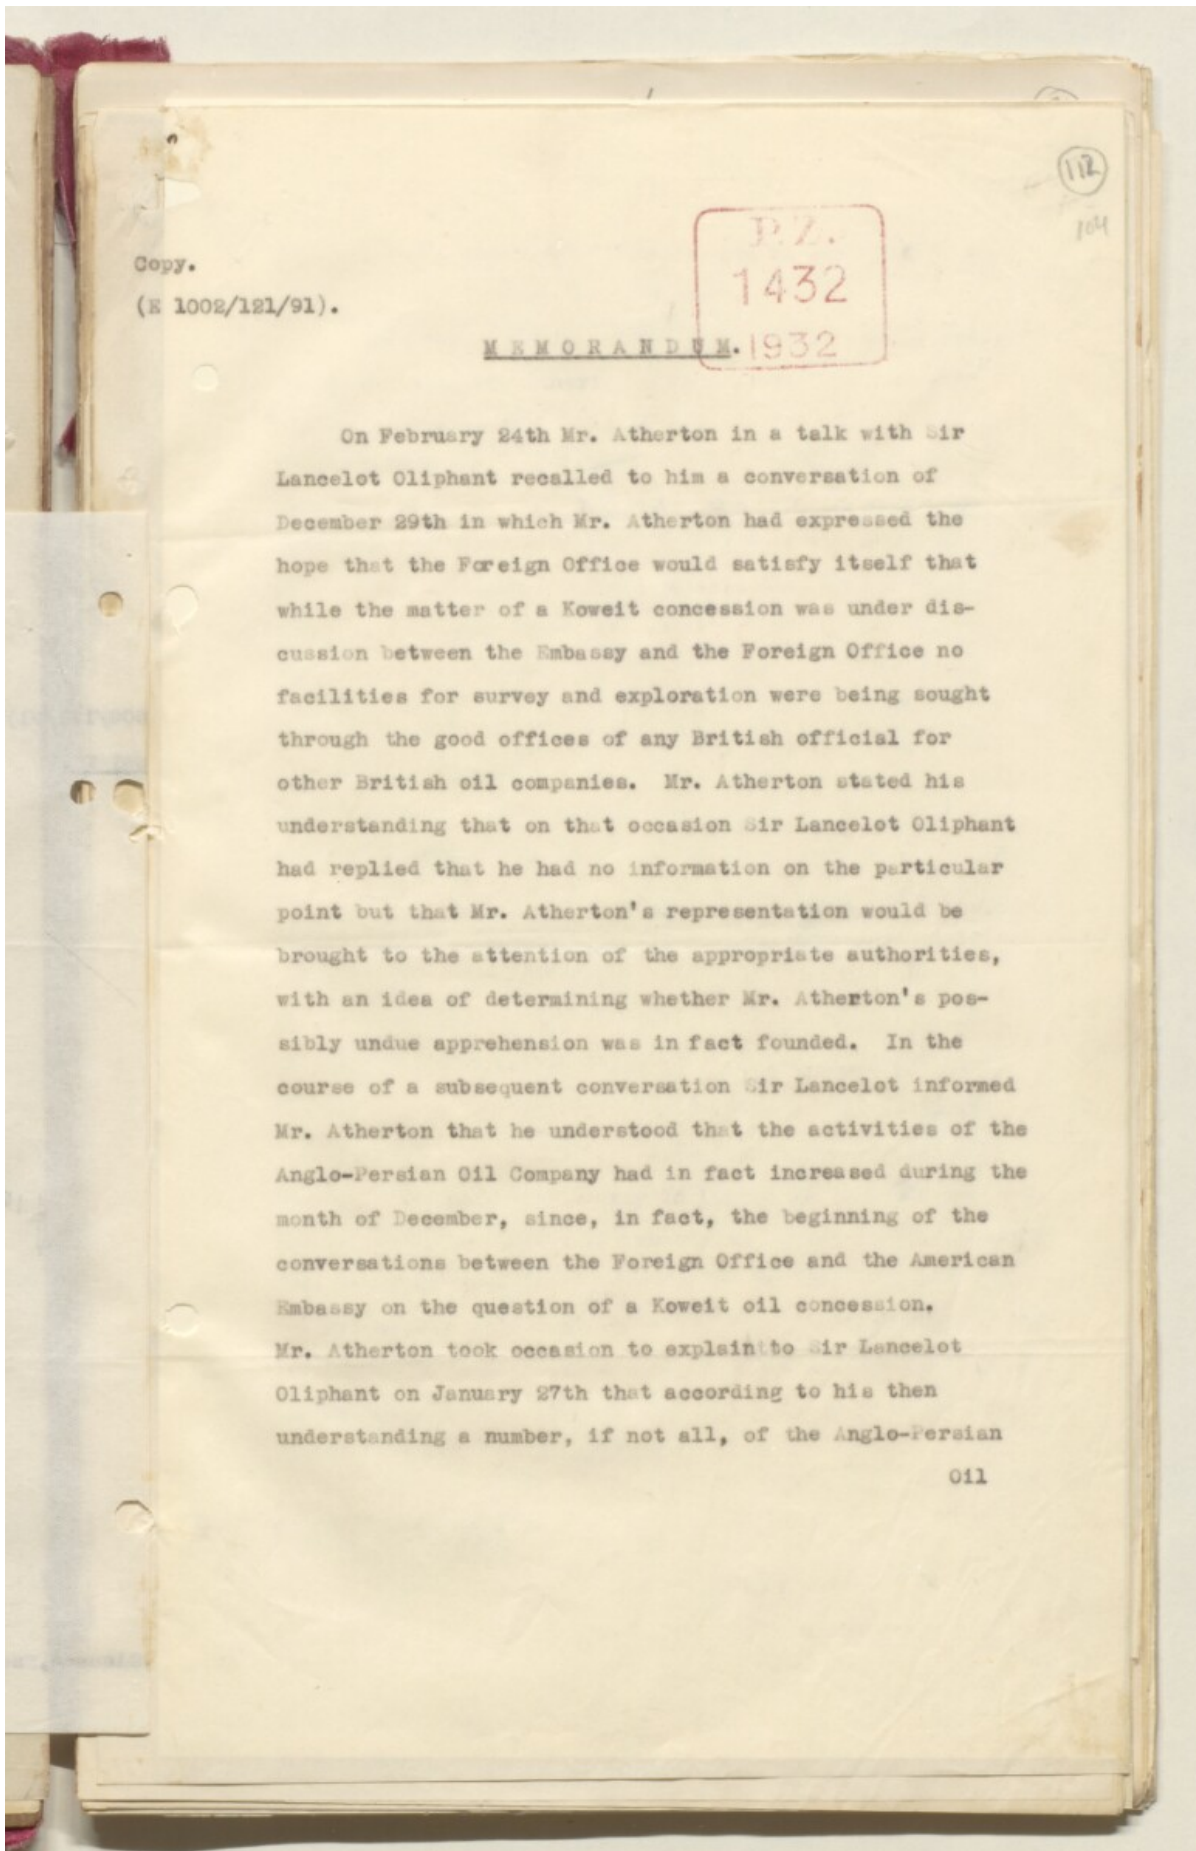 112
104
P.Z.
1432
1932
Copy.
(E 1002/121/91).
MEMORANDUM.
On February 24th Mr. Atherton in a talk with Sir
Lancelot Oliphant recalled to him a conversation of
December 29th in which Mr. Atherton had expressed the
hope that the Foreign Office would satisfy itself that
while the matter of a Koweit concession was under dis-
cussion between the Embassy and the Foreign Office no
facilities for survey and exploration were being sought
through the good offices of any British official for
other British oil companies. Mr. Atherton stated his
understanding that on that occasion Sir Lancelot Oliphant
had replied that he had no information on the particular
point but that Mr. Atherton's representation would be
brought to the attention of the appropriate authorities,
with an idea of determining whether Mr. Atherton's pos-
sibly undue apprehension was in fact founded. In the
course of a subsequent conversation Sir Lancelot informed
Mr. Atherton that he understood that the activities of the
Anglo-Persian Oil Company had in fact increased during the
month of December, since, in fact, the beginning of the
conversations between the Foreign Office and the American
Embassy on the question of a Koweit oil concession.
Mr. Atherton took occasion to explain to Sir Lancelot
Oliphant on January 27th that according to his then
understanding a number, if not all, of the Anglo-Persian
Oil